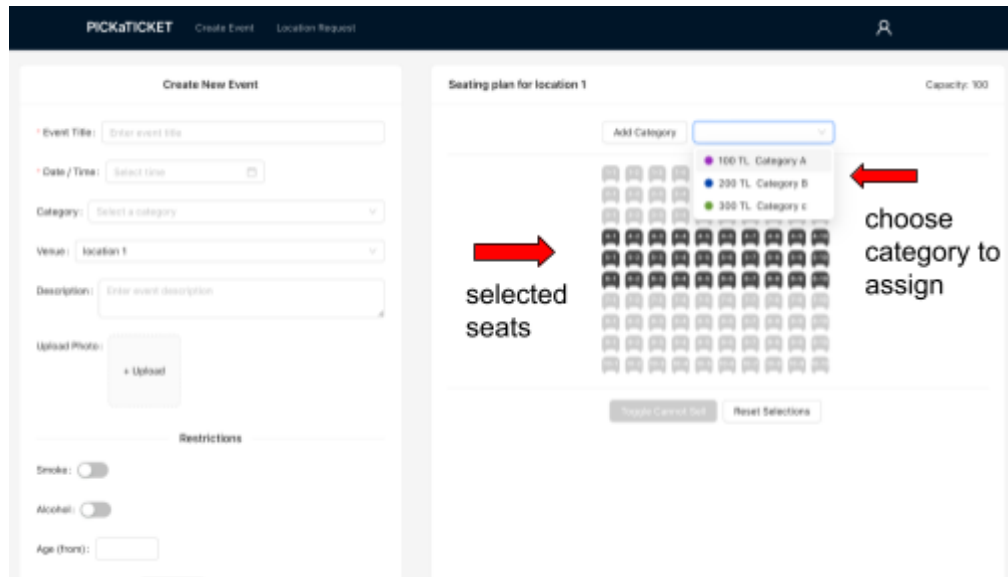 PICKaTICKET Create Event Location Request
Create New Event
* Event Title: Enter event title
* Date / Time: Select time
Category: Select a category
Venue: location 1
Description: Enter event description
Upload Photo:
+ Upload
Restrictions
Smoke:
Alcohol:
Age (from):
Seating plan for location 1 Capacity: 100
Add Category
100 TL Category A
200 TL Category B
300 TL Category c
choose
category to
assign
selected
seats
Toggle Cannot Sell Reset Selections